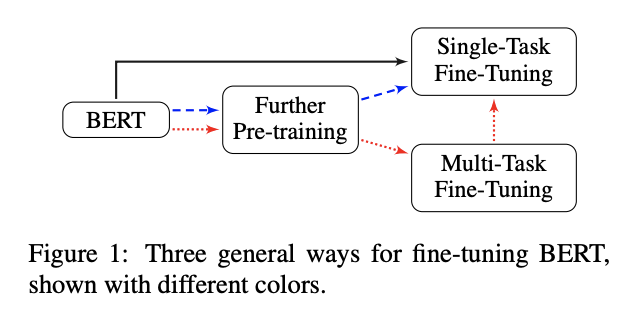 Single-Task
Fine-Tuning
BERT
Further
Pre-training
Multi-Task
Fine-Tuning
Figure 1: Three general ways for fine-tuning BERT,
shown with different colors.